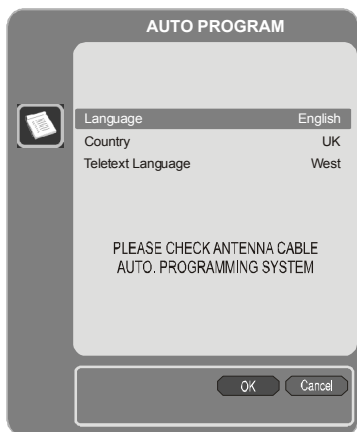 AUTO PROGRAM
Language English
Country UK
Teletext Language West
PLEASE CHECK ANTENNA CABLE
AUTO. PROGRAMMING SYSTEM
OK Cancel